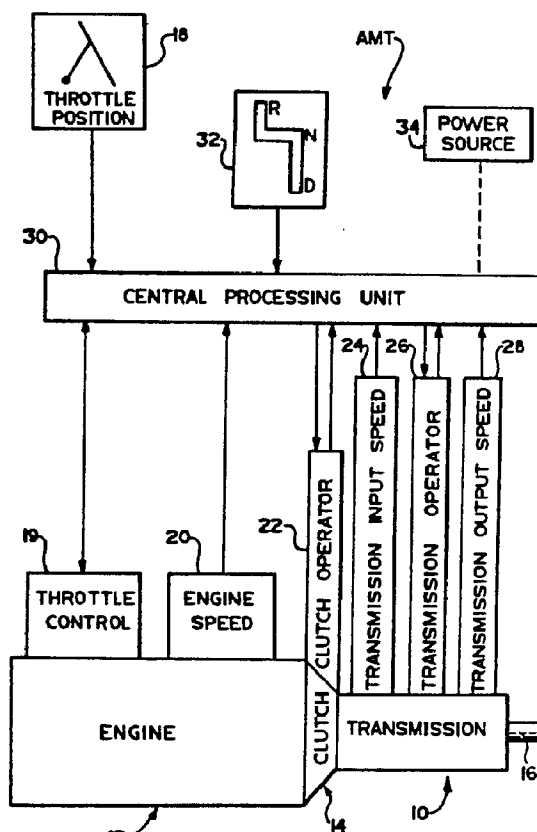 18
THROTTLE
POSITION
AMT
32
R
N
D
34
POWER
SOURCE
30
CENTRAL PROCESSING UNIT
24
26
28
22
CLUTCH OPERATOR
TRANSMISSION INPUT SPEED
TRANSMISSION OPERATOR
TRANSMISSION OUTPUT SPEED
19
THROTTLE
CONTROL
20
ENGINE
SPEED
ENGINE
CLUTCH
TRANSMISSION
16
14
10